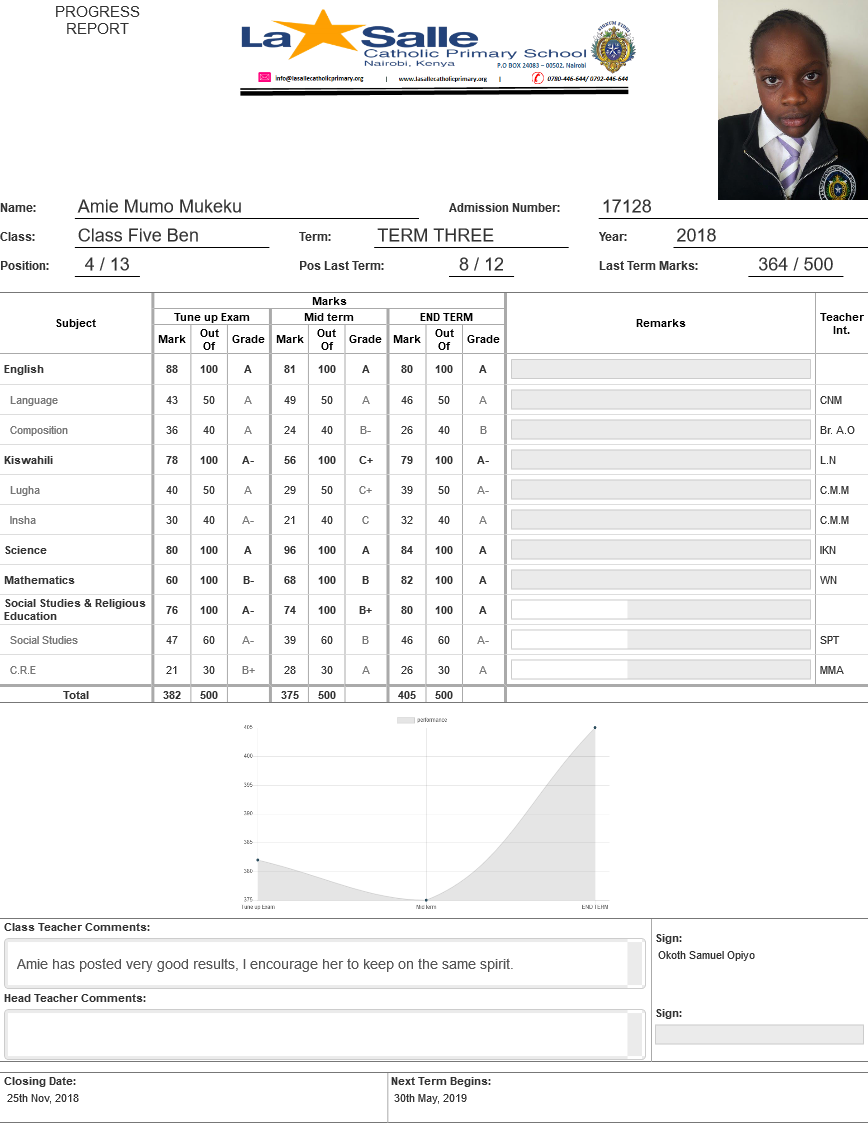 PROGRESS
REPORT
La Salle
Catholic Primary School
Nairobi, Kenya
P.O BOX 24083 – 00502, Nairobi
info@lasallecatholicprimary.org | www.lasallecatholicprimary.org | 0780-446-644/ 0792-446-644
Name: Amie Mumo Mukeku Admission Number: 17128
Class: Class Five Ben Term: TERM THREE Year: 2018
Position: 4 / 13 Pos Last Term: 8 / 12 Last Term Marks: 364 / 500
Subject Marks Remarks Teacher Int.
Tune up Exam Mid term END TERM
Mark Out Of Grade Mark Out Of Grade Mark Out Of Grade
English 88 100 A 81 100 A 80 100 A
Language 43 50 A 49 50 A 46 50 A CNM
Composition 36 40 A 24 40 B- 26 40 B Br. A.O
Kiswahili 78 100 A- 56 100 C+ 79 100 A- L.N
Lugha 40 50 A 29 50 C+ 39 50 A- C.M.M
Insha 30 40 A- 21 40 C 32 40 A C.M.M
Science 80 100 A 96 100 A 84 100 A IKN
Mathematics 60 100 B- 68 100 B 82 100 A WN
Social Studies & Religious
Education 76 100 A- 74 100 B+ 80 100 A
Social Studies 47 60 A- 39 60 B 46 60 A- SPT
C.R.E 21 30 B+ 28 30 A 26 30 A MMA
Total 382 500 375 500 405 500
performance
405
400
395
390
385
380
375
Tune up Exam Mid term END TERM
Class Teacher Comments:
Amie has posted very good results, I encourage her to keep on the same spirit.
Sign:
Okoth Samuel Opiyo
Head Teacher Comments:
Sign:
Closing Date: Next Term Begins:
25th Nov, 2018 30th May, 2019